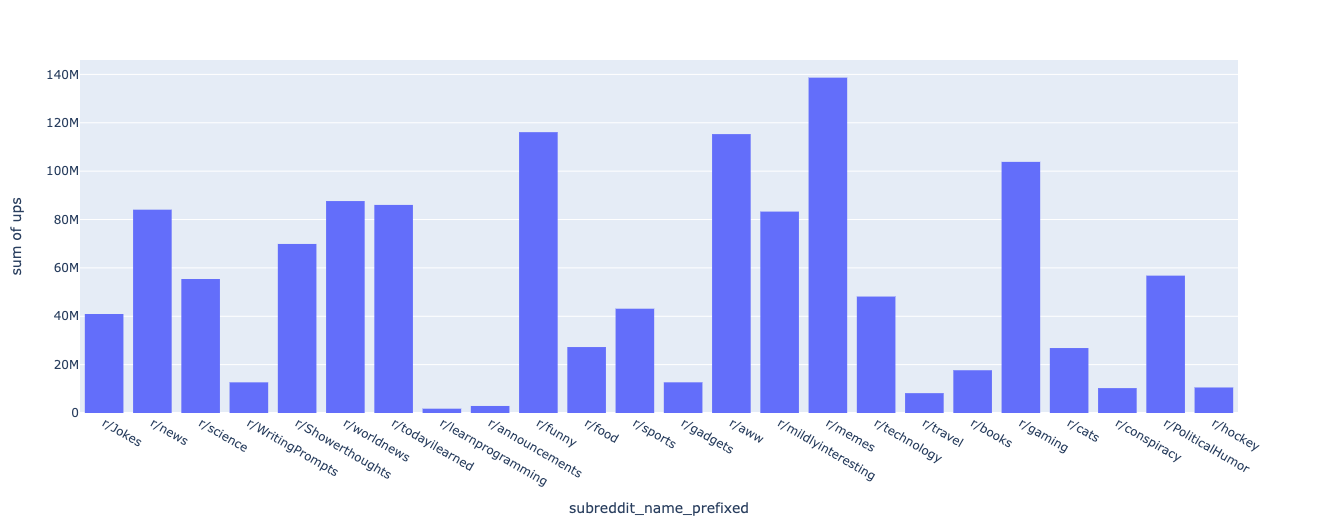 140M
120M
100M
80M
60M
40M
20M
0
sum of ups
r/Jokes
r/news
r/science
r/WritingPrompts
r/Showerthoughts
r/worldnews
r/todayilearned
r/learnprogramming
r/announcements
r/funny
r/food
r/sports
r/gadgets
r/aww
r/mildlyinteresting
r/memes
r/technology
r/travel
r/books
r/gaming
r/cats
r/conspiracy
r/PoliticalHumor
r/hockey
subreddit_name_prefixed